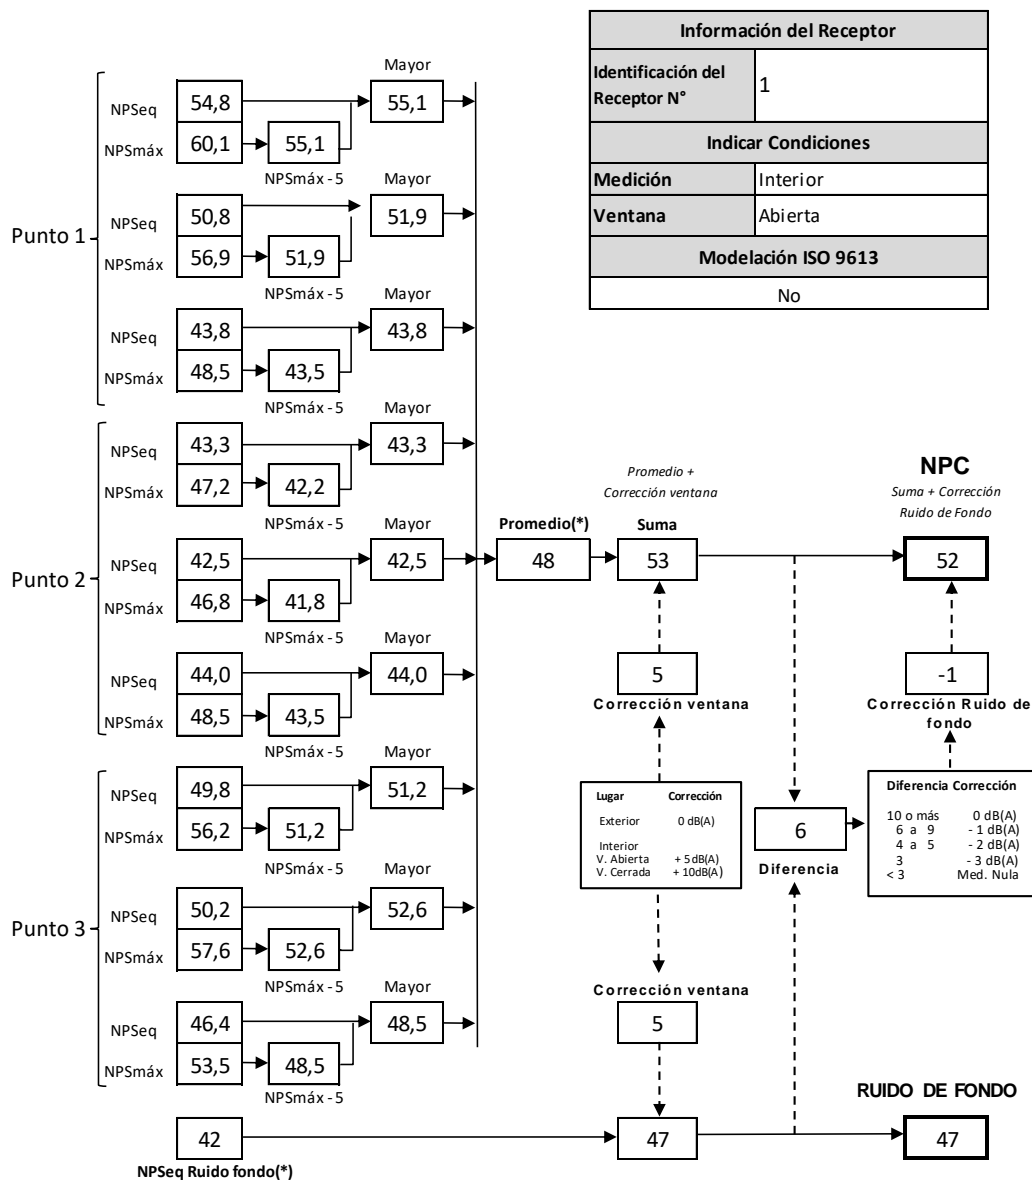 Información del Receptor
Identificación del
Receptor N°
1
Indicar Condiciones
Medición
Interior
Ventana
Abierta
Modelación ISO 9613
No
Punto 1
Mayor
NPSeq
54,8
55,1
NPSmáx
60,1
55,1
NPSmáx - 5
Mayor
NPSeq
50,8
51,9
NPSmáx
56,9
51,9
NPSmáx - 5
Mayor
NPSeq
43,8
43,8
NPSmáx
48,5
43,5
NPSmáx - 5
Punto 2
Mayor
NPSeq
43,3
43,3
NPSmáx
47,2
42,2
NPSmáx - 5
Mayor
NPSeq
42,5
42,5
NPSmáx
46,8
41,8
NPSmáx - 5
Mayor
NPSeq
44,0
44,0
NPSmáx
48,5
43,5
NPSmáx - 5
Punto 3
Mayor
NPSeq
49,8
51,2
NPSmáx
56,2
51,2
NPSmáx - 5
Mayor
NPSeq
50,2
52,6
NPSmáx
57,6
52,6
NPSmáx - 5
Mayor
NPSeq
46,4
48,5
NPSmáx
53,5
48,5
NPSmáx - 5
Promedio(*)
48
Promedio +
Corrección ventana
Suma
53
NPC
Suma + Corrección
Ruido de Fondo
52
5
Corrección ventana
-1
Corrección Ruido de
fondo
Lugar Corrección
Exterior 0 dB(A)
Interior
V. Abierta + 5dB(A)
V. Cerrada + 10dB(A)
6
Diferencia
Diferencia Corrección
10 o más 0 dB(A)
6 a 9 - 1 dB(A)
4 a 5 - 2 dB(A)
3 - 3 dB(A)
< 3 Med. Nula
Corrección ventana
5
RUIDO DE FONDO
42
47
47
NPSeq Ruido fondo(*)